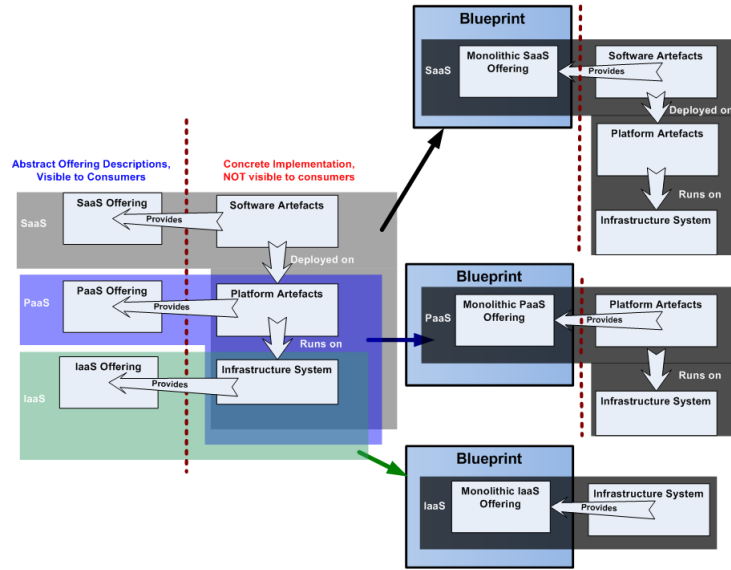 Abstract Offering Descriptions,
Visible to Consumers
Concrete Implementation,
NOT visible to consumers
SaaS
SaaS Offering
Provides
Software Artefacts
Deployed on
PaaS
PaaS Offering
Provides
Platform Artefacts
Runs on
IaaS
IaaS Offering
Provides
Infrastructure System
Blueprint
SaaS
Monolithic SaaS
Offering
Provides
Software Artefacts
Deployed on
Platform Artefacts
Runs on
Infrastructure System
Blueprint
PaaS
Monolithic PaaS
Offering
Provides
Platform Artefacts
Runs on
Infrastructure System
Blueprint
IaaS
Monolithic IaaS
Offering
Provides
Infrastructure System